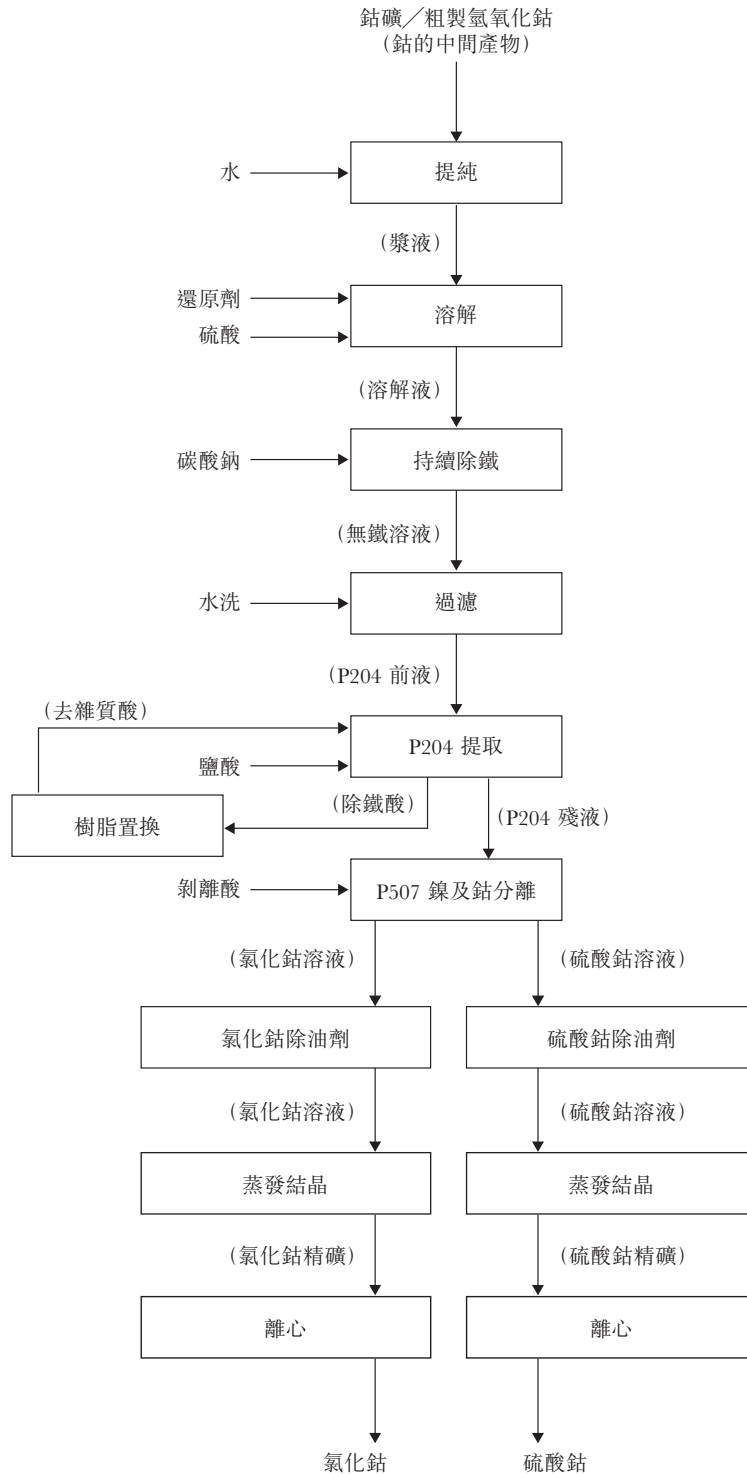 鈷礦／粗製氫氧化鈷
(鈷的中間產物)
水
提純
(漿液)
還原劑
硫酸
溶解
(溶解液)
碳酸鈉
持續除鐵
(無鐵溶液)
水洗
過濾
(P204 前液)
(去雜質酸)
P204 提取
鹽酸
(除鐵酸)
樹脂置換
(P204 殘液)
剝離酸
P507 鎳及鈷分離
(氯化鈷溶液)
(硫酸鈷溶液)
氯化鈷除油劑
硫酸鈷除油劑
(氯化鈷溶液)
(硫酸鈷溶液)
蒸發結晶
蒸發結晶
(氯化鈷精礦)
(硫酸鈷精礦)
離心
離心
氯化鈷
硫酸鈷